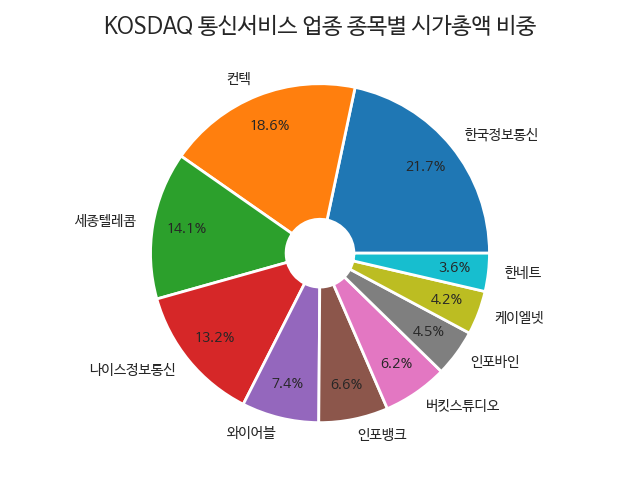 KOSDAQ 통신서비스 업종 종목별 시가총액 비중
컨텍
18.6%
한국정보통신
21.7%
세종텔레콤
14.1%
한네트
3.6%
케이엘넷
4.2%
나이스정보통신
13.2%
인포바인
4.5%
버킷스튜디오
6.2%
와이어블
7.4%
인포뱅크
6.6%